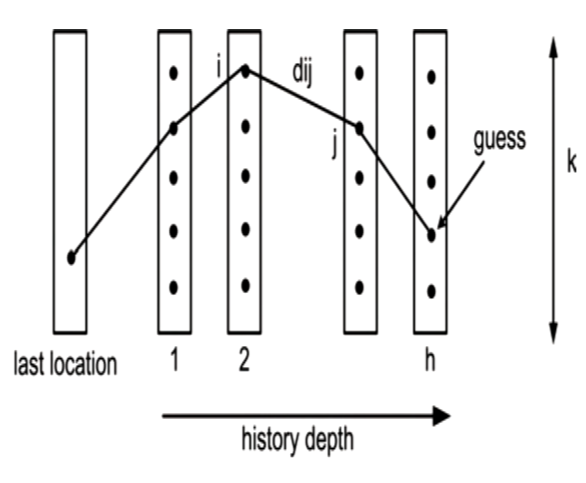 i
dij
j
guess
k
last location
1
2
h
history depth